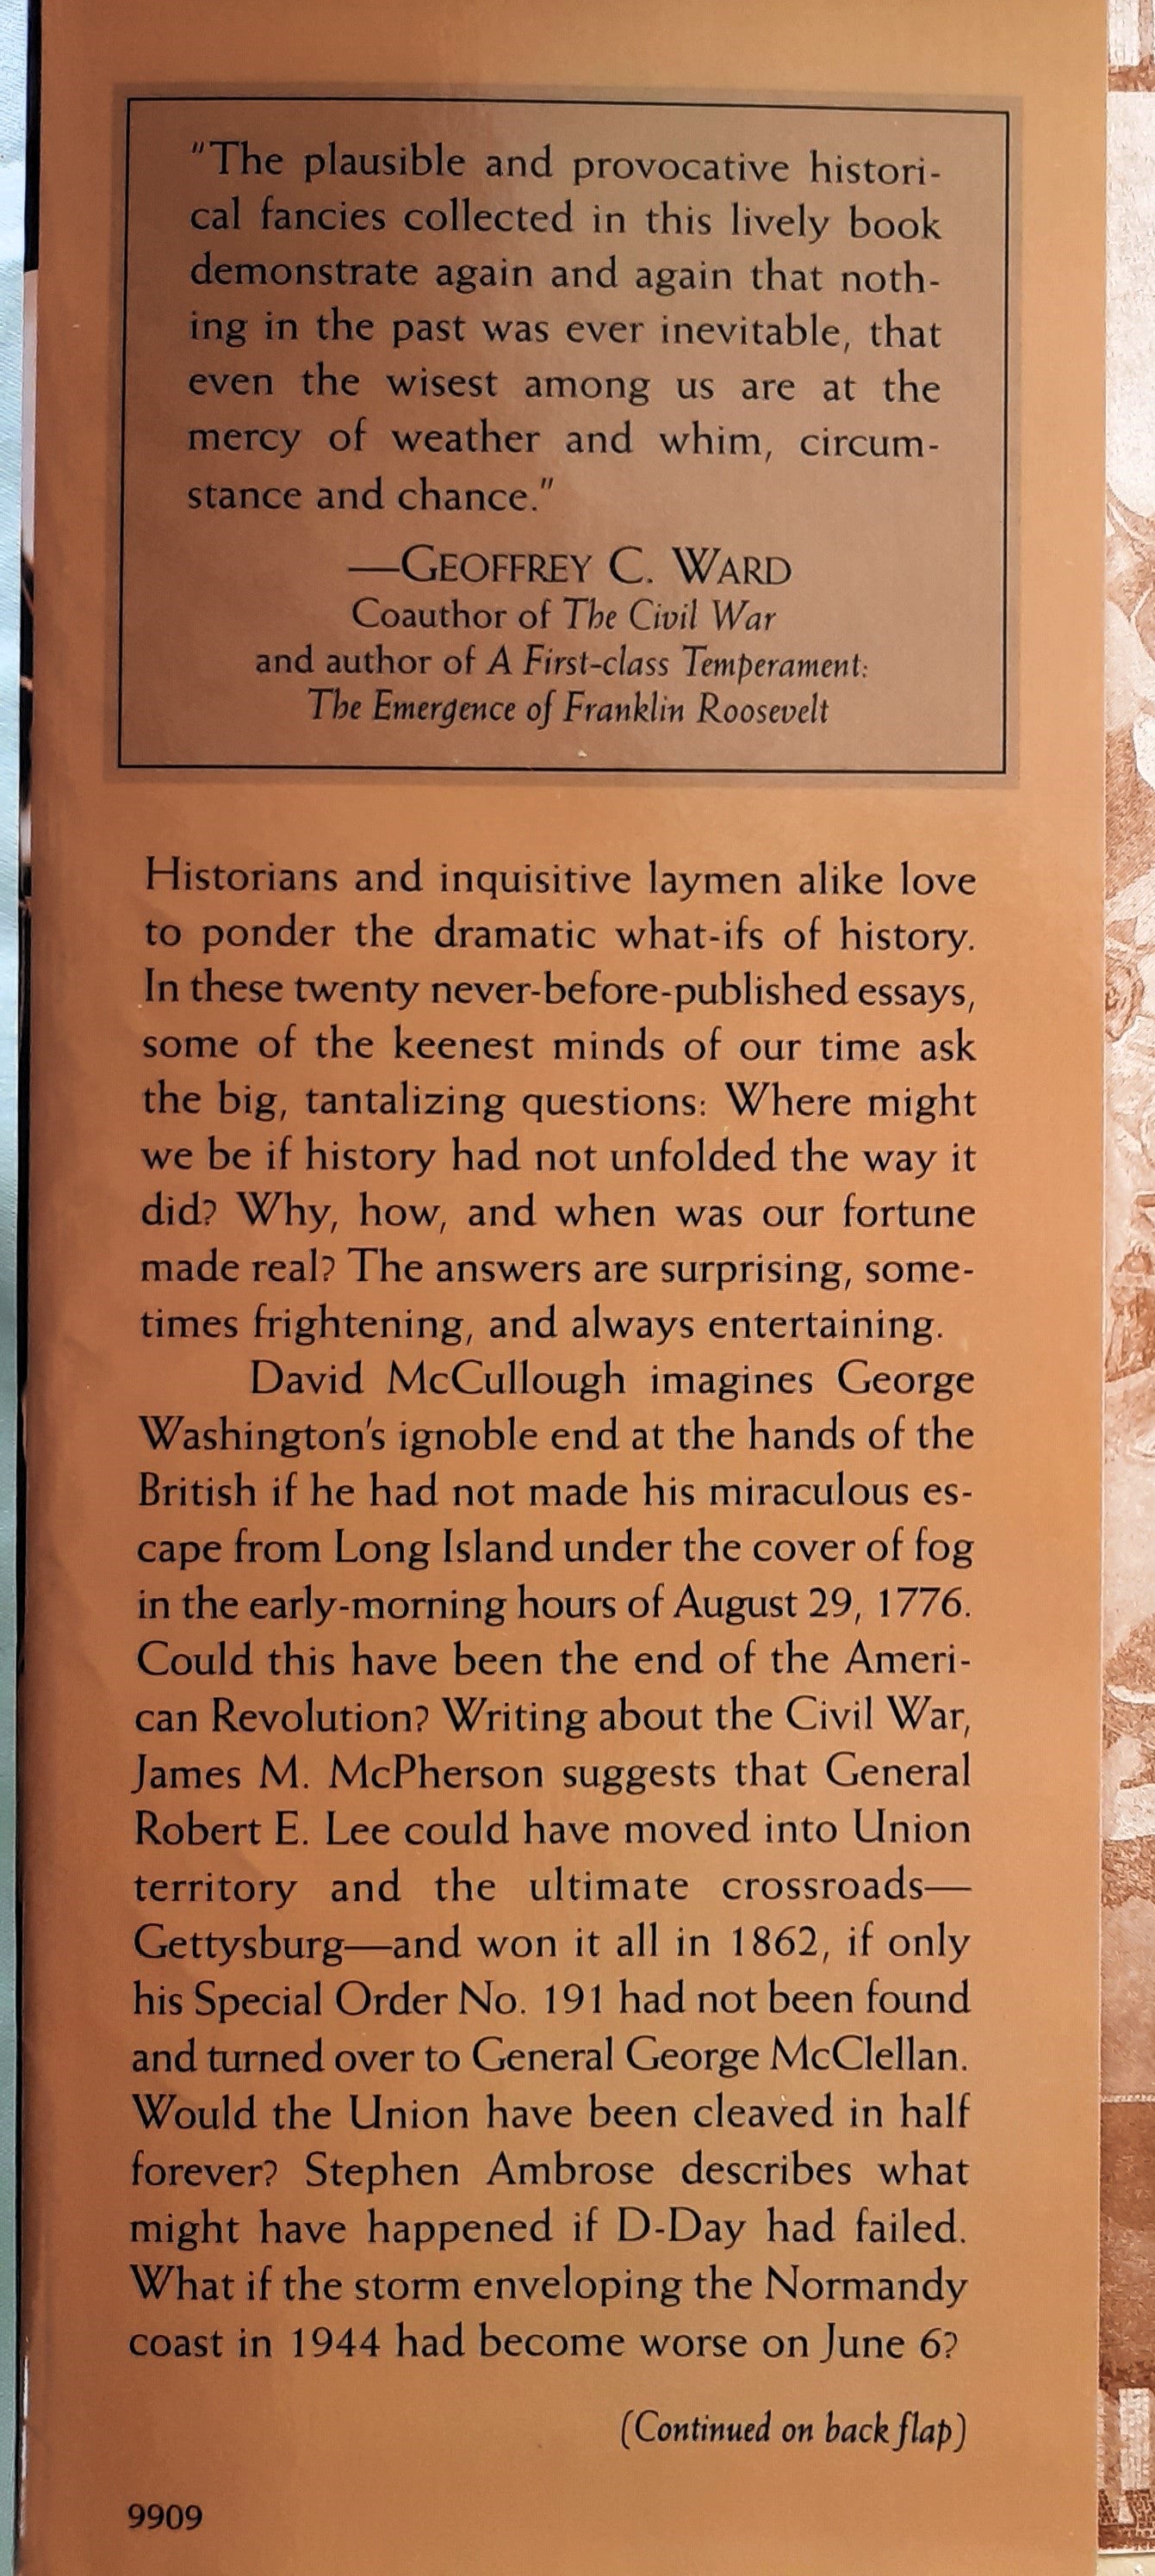 "The plausible and provocative histori-
cal fancies collected in this lively book
demonstrate again and again that noth-
ing in the past was ever inevitable, that
even the wisest among us are at the
mercy of weather and whim, circum-
stance and chance."
—GEOFFREY C. WARD
Coauthor of The Civil War
and author of A First-class Temperament:
The Emergence of Franklin Roosevelt
Historians and inquisitive laymen alike love
to ponder the dramatic what-ifs of history.
In these twenty never-before-published essays,
some of the keenest minds of our time ask
the big, tantalizing questions: Where might
we be if history had not unfolded the way it
did? Why, how, and when was our fortune
made real? The answers are surprising, some-
times frightening, and always entertaining.
David McCullough imagines George
Washington's ignoble end at the hands of the
British if he had not made his miraculous es-
cape from Long Island under the cover of fog
in the early-morning hours of August 29, 1776.
Could this have been the end of the Ameri-
can Revolution? Writing about the Civil War,
James M. McPherson suggests that General
Robert E. Lee could have moved into Union
territory and the ultimate crossroads—
Gettysburg—and won it all in 1862, if only
his Special Order No. 191 had not been found
and turned over to General George McClellan.
Would the Union have been cleaved in half
forever? Stephen Ambrose describes what
might have happened if D-Day had failed.
What if the storm enveloping the Normandy
coast in 1944 had become worse on June 6?
(Continued on back flap)
9909